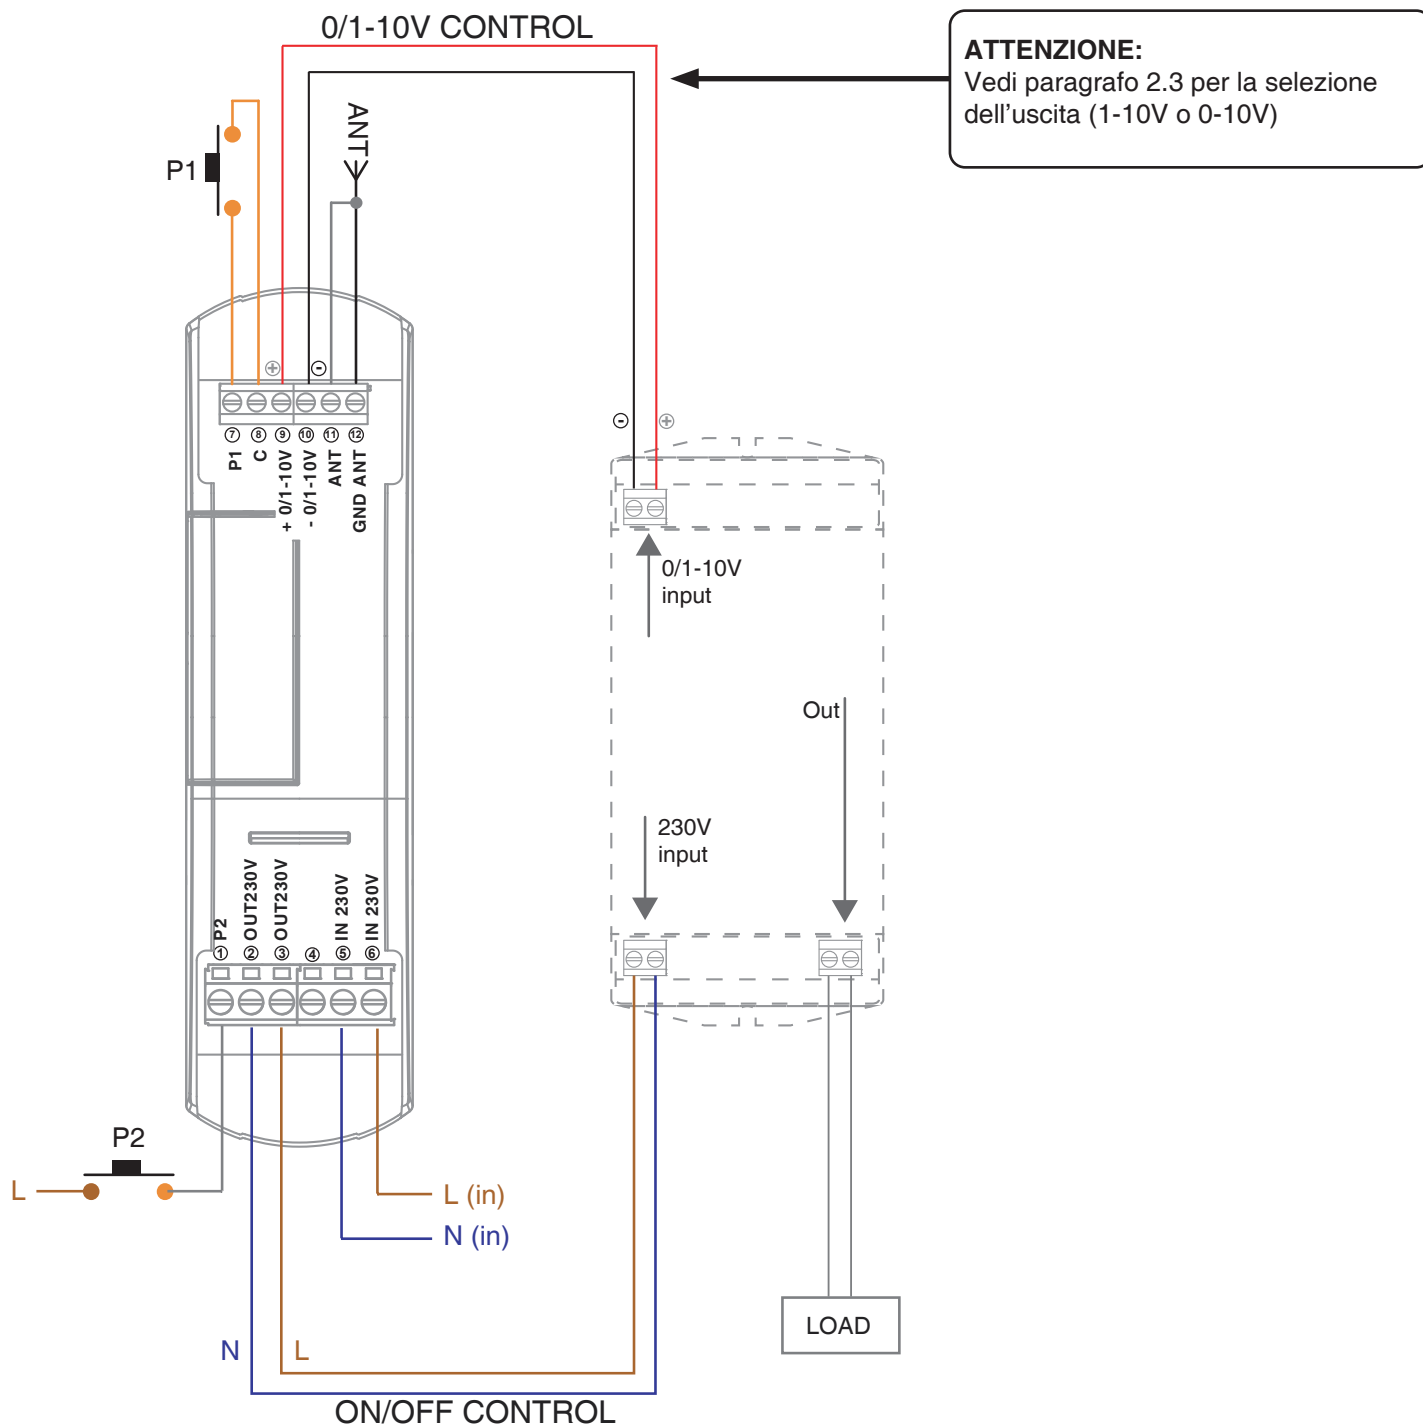 0/1-10V CONTROL
ATTENZIONE:
Vedi paragrafo 2.3 per la selezione
dell'uscita (1-10V o 0-10V)
ANT
P1
+
-
7
8
9
10
11
12
P1
C
+ 0/1-10V
- 0/1-10V
ANT
GND ANT
-
+
0/1-10V
input
Out
230V
input
P2
OUT230V
OUT230V
IN 230V
IN 230V
1
2
3
4
5
6
P2
L
L (in)
N (in)
LOAD
N
L
ON/OFF CONTROL